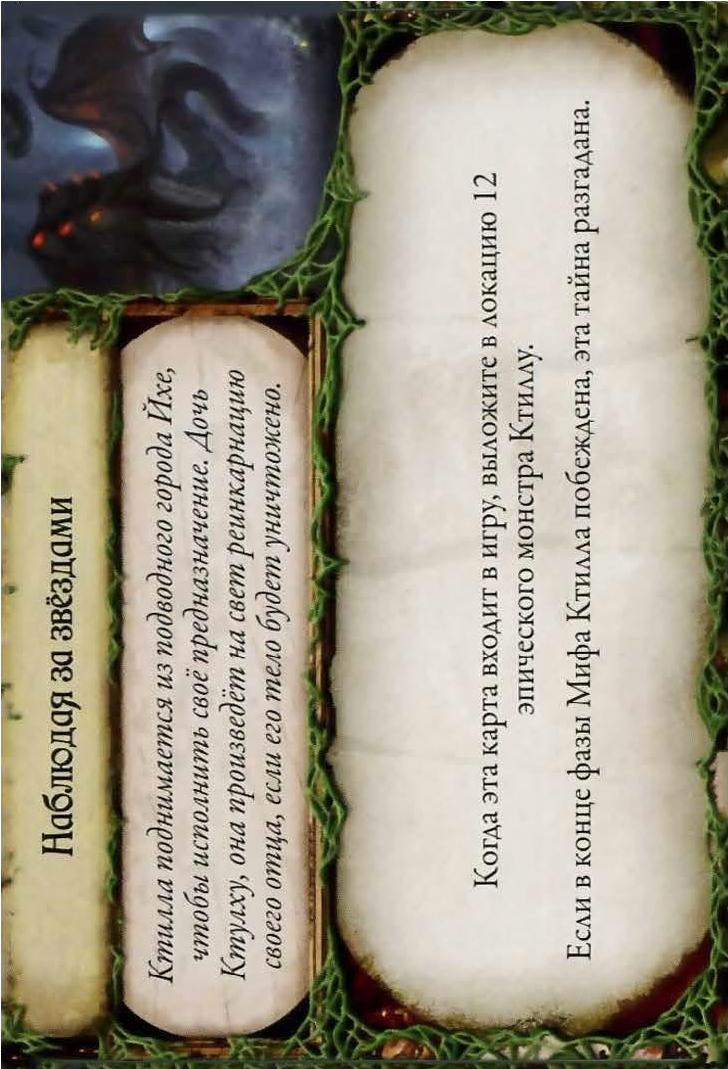 Наблюдая за звёздами
Ктилла поднимается из подводного города Йхе,
чтобы исполнить своё предназначение. Дочь
Ктулху, она произведёт на свет реинкарнацию
своего отца, если его тело будет уничтожено.
Когда эта карта входит в игру, выложите в локацию 12
эпического монстра Ктиллу.
Если в конце фазы Мифа Ктилла побеждена, эта тайна разгадана.